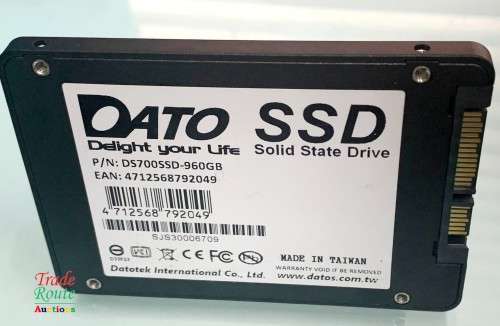 DATO SSD
Delight your Life Solid State Drive
P/N: DS700SSD-960GB
EAN: 4712568792049
4 712568 792049
SJS30006709
MADE IN TAIWAN
WARRANTY VOID IF BE REMOVED
Datotek International Co., Ltd. www.datos.com.tw
Trade
Route
Auctions